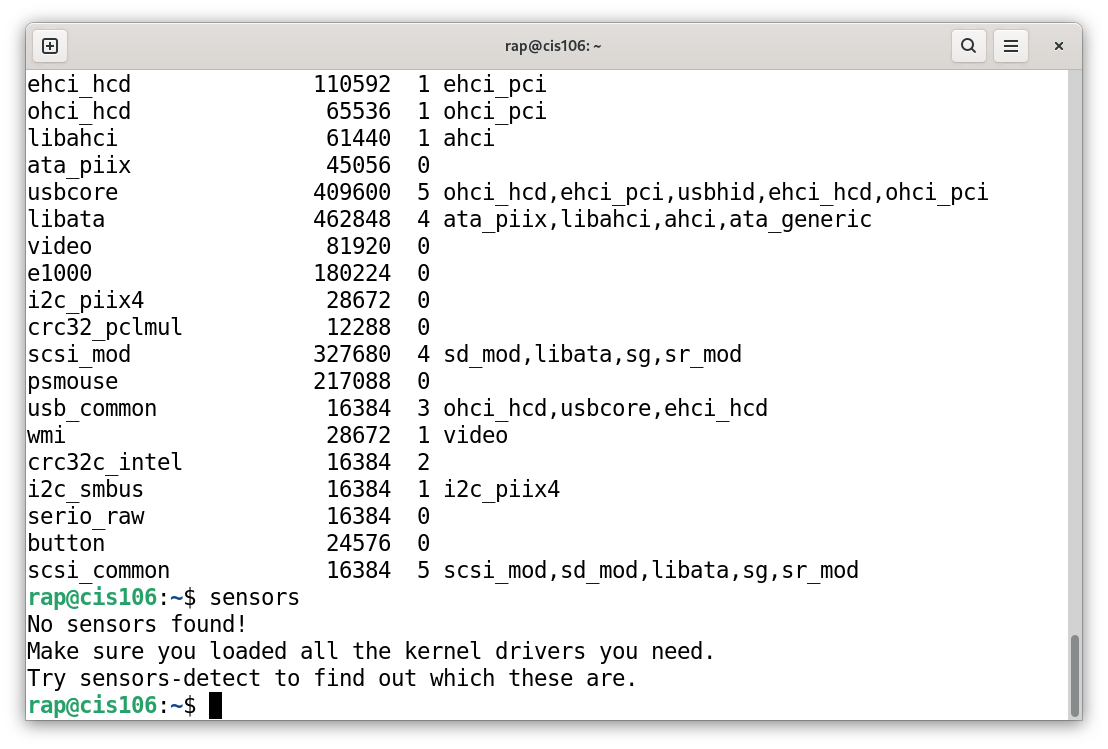 rap@cis106: ~
ehci_hcd              110592  1 ehci_pci
ohci_hcd               65536  1 ohci_pci
libahci                61440  1 ahci
ata_piix               45056  0
usbcore               409600  5 ohci_hcd,ehci_pci,usbhid,ehci_hcd,ohci_pci
libata                462848  4 ata_piix,libahci,ahci,ata_generic
video                  81920  0
e1000                 180224  0
i2c_piix4              28672  0
crc32_pclmul           12288  0
scsi_mod              327680  4 sd_mod,libata,sg,sr_mod
psmouse               217088  0
usb_common             16384  3 ohci_hcd,usbcore,ehci_hcd
wmi                    28672  1 video
crc32c_intel           16384  2
i2c_smbus              16384  1 i2c_piix4
serio_raw              16384  0
button                 24576  0
scsi_common            16384  5 scsi_mod,sd_mod,libata,sg,sr_mod
rap@cis106:~$ sensors
No sensors found!
Make sure you loaded all the kernel drivers you need.
Try sensors-detect to find out which these are.
rap@cis106:~$